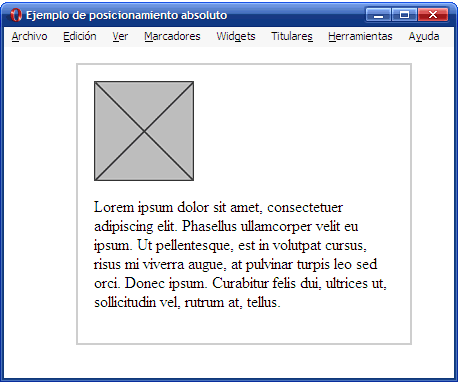 Ejemplo de posicionamiento absoluto
Archivo Edición Ver Marcadores Widgets Titulares Herramientas Ayuda
Lorem ipsum dolor sit amet, consectetuer
adipiscing elit. Phasellus ullamcorper velit eu
ipsum. Ut pellentesque, est in volutpat cursus,
risus mi viverra augue, at pulvinar turpis leo sed
orci. Donec ipsum. Curabitur felis dui, ultrices ut,
sollicitudin vel, rutrum at, tellus.